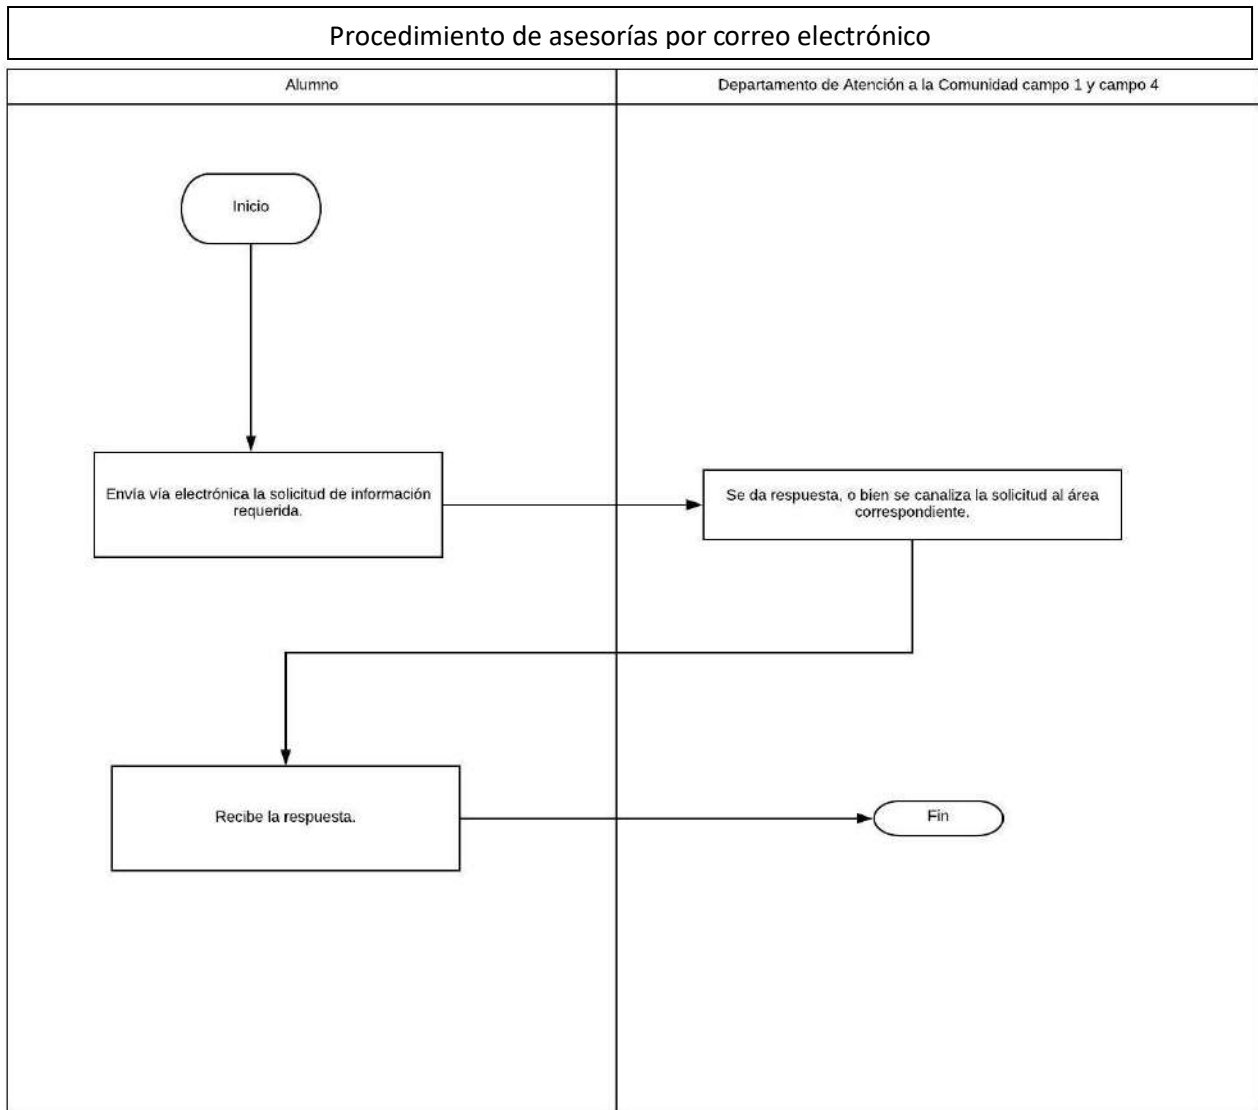 Procedimiento de asesorías por correo electrónico
Alumno
Departamento de Atención a la Comunidad campo 1 y campo 4
Inicio
Envía vía electrónica la solicitud de información
requerida.
Se da respuesta, o bien se canaliza la solicitud al área
correspondiente.
Recibe la respuesta.
Fin